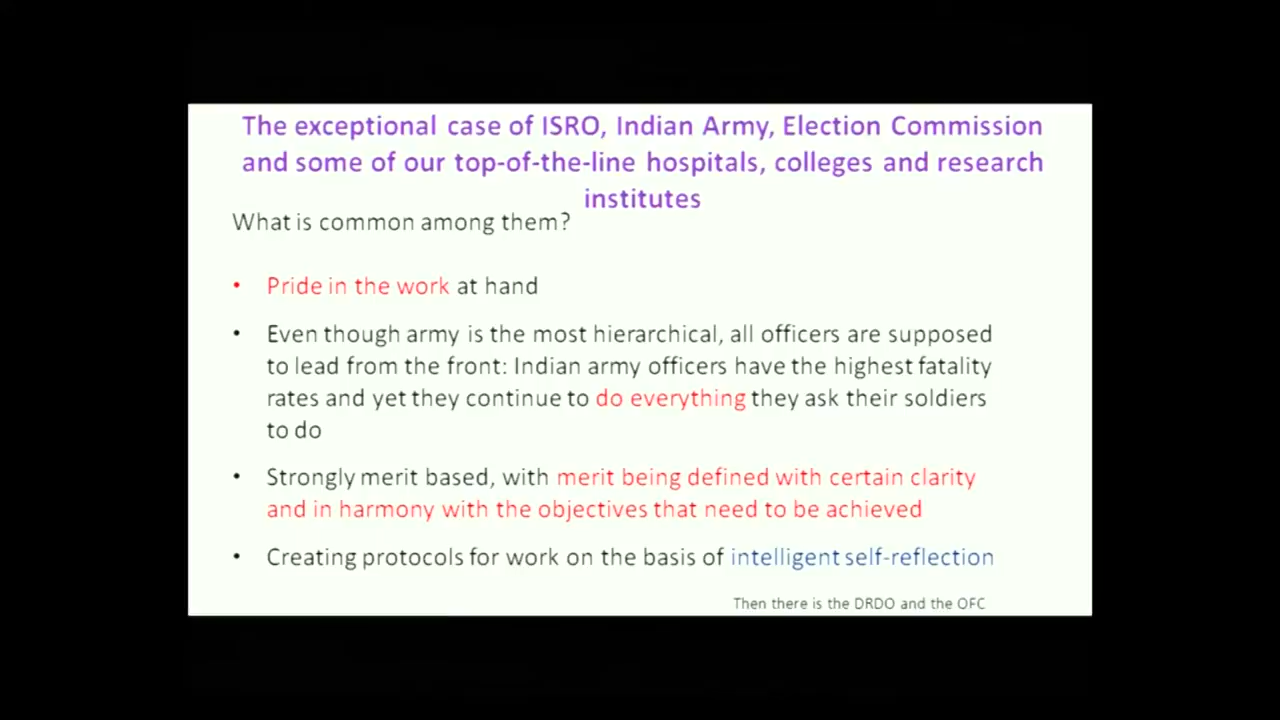 The exceptional case of ISRO, Indian Army, Election Commission
and some of our top-of-the-line hospitals, colleges and research
institutes
What is common among them?
• Pride in the work at hand
• Even though army is the most hierarchical, all officers are supposed
to lead from the front: Indian army officers have the highest fatality
rates and yet they continue to do everything they ask their soldiers
to do
• Strongly merit based, with merit being defined with certain clarity
and in harmony with the objectives that need to be achieved
• Creating protocols for work on the basis of intelligent self-reflection
Then there is the DRDO and the OFC